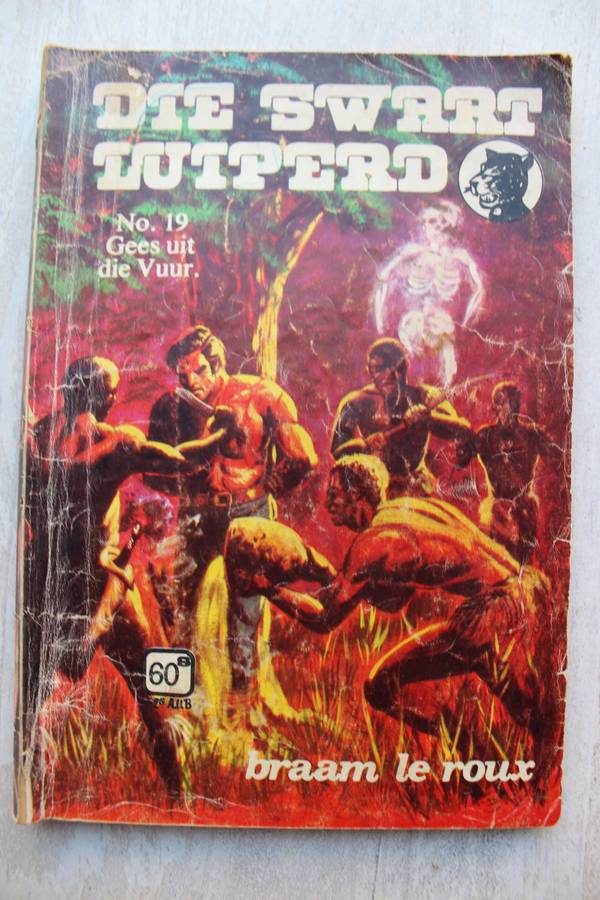 DIE SWART
LUIPERD
No. 19
Gees uit
die Vuur.
60c
braam le roux